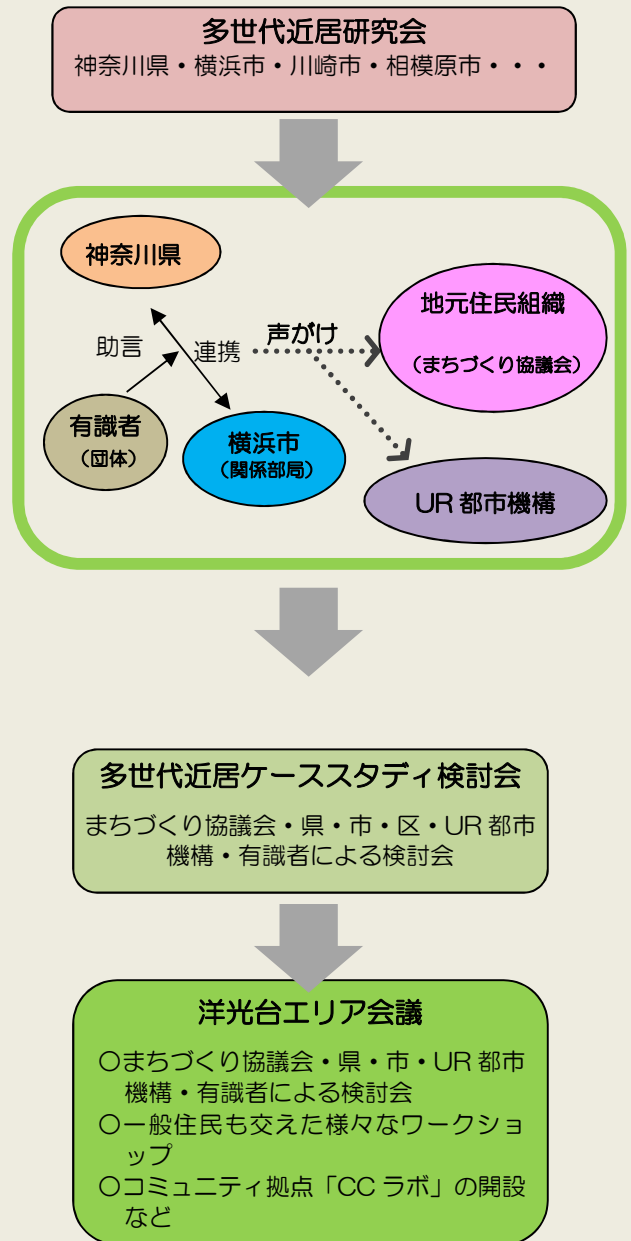 多世代近居研究会
神奈川県・横浜市・川崎市・相模原市・・・
神奈川県
地元住民組織
（まちづくり協議会）
助言
連携
声がけ
有識者
（団体）
横浜市
（関係部局）
UR 都市機構
多世代近居ケーススタディ検討会
まちづくり協議会・県・市・区・UR 都市
機構・有識者による検討会
洋光台エリア会議
〇まちづくり協議会・県・市・UR 都市
機構・有識者による検討会
〇一般住民も交えた様々なワークショ
ップ
〇コミュニティ拠点「CC ラボ」の開設
など